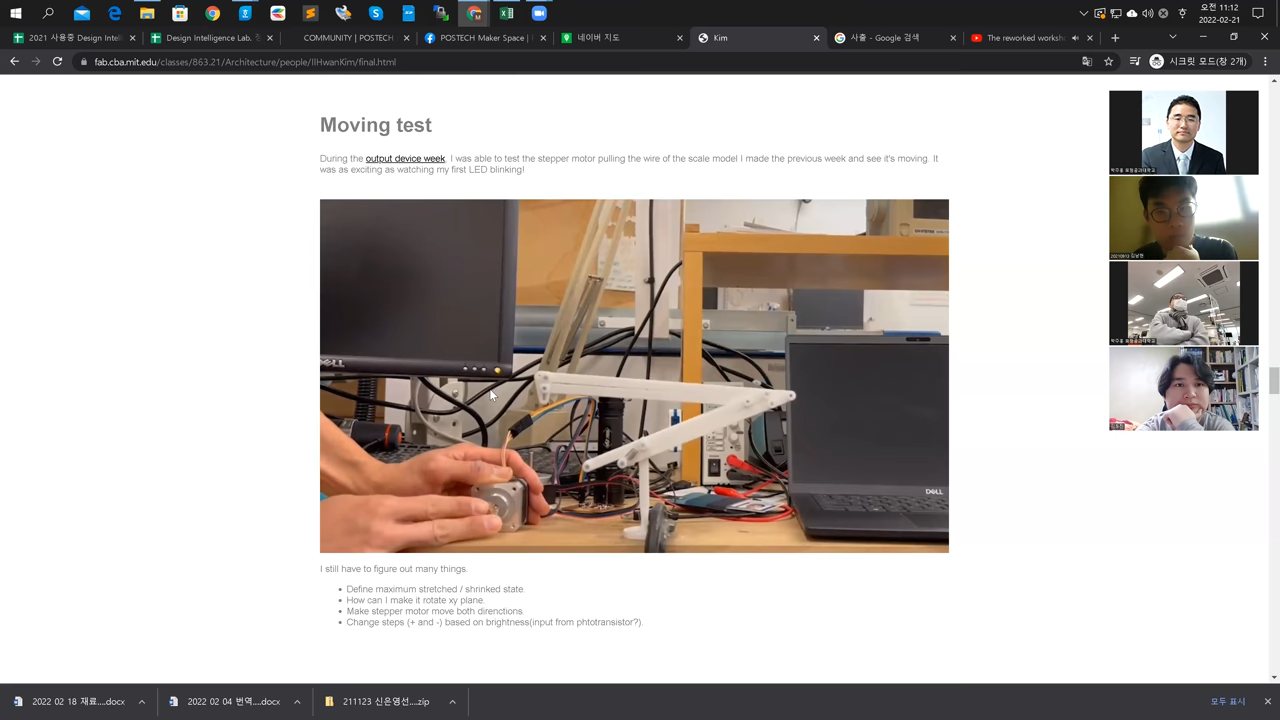 오전 11:12
2022-02-21
2021 사용중 Design Intelli
Design Intelligence Lab.
COMMUNITY | POSTECH
POSTECH Maker Space |
네이버 지도
Kim
사출 - Google 검색
The reworked worksh
fab.cba.mit.edu/classes/863.21/Architecture/people/IlHwanKim/final.html
시크릿 모드(창 2개)
Moving test
During the output device week, I was able to test the stepper motor pulling the wire of the scale model I made the previous week and see it's moving. It
was as exciting as watching my first LED blinking!
DELL
DELL
I still have to figure out many things.
Define maximum stretched / shrinked state.
How can I make it rotate xy plane.
Make stepper motor move both direnctions.
Change steps (+ and -) based on brightness(input from phtotransistor?).
2022 02 18 재료....docx
2022 02 04 번역....docx
211123 신은영선....zip
모두 표시